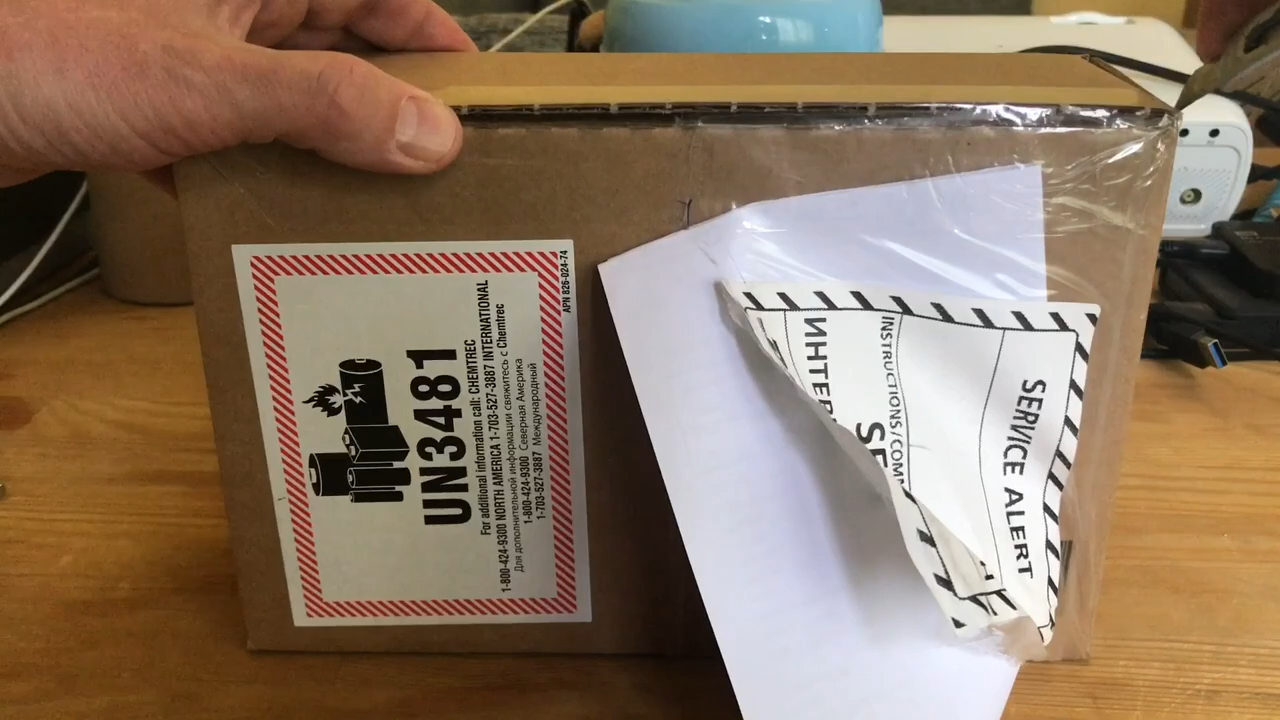 UN3481
For additional information call: CHEMTREC
1-800-424-9300 NORTH AMERICA 1-703-527-3887 INTERNATIONAL
Для дополнительной информации свяжитесь с Chemtrec
1-800-424-9300 Северная Америка
1-703-527-3887 Международный
APN 826-024-74
SERVICE ALERT
INSTRUCTIONS/COMM
SE
ИНТЕР